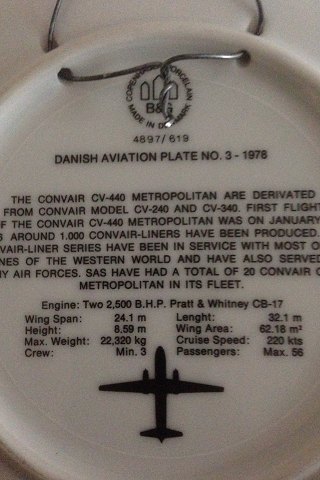 COPENHAGEN PORCELAIN
B&G
MADE IN DENMARK
4897/619
DANISH AVIATION PLATE NO. 3 - 1976
THE CONVAIR CV-440 METROPOLITAN ARE DERIVATED
FROM CONVAIR MODEL CV-240 AND CV-340. FIRST FLIGHT
OF THE CONVAIR CV-440 METROPOLITAN WAS ON JANUARY
AROUND 1.000 CONVAIR-LINERS HAVE BEEN PRODUCED.
VAIR-LINER SERIES HAVE BEEN IN SERVICE WITH MOST OF
NES OF THE WESTERN WORLD AND HAVE ALSO SERVED
NY AIR FORCES. SAS HAVE HAD A TOTAL OF 20 CONVAIR C
METROPOLITAN IN ITS FLEET.
Engine: Two 2,500 B.H.P. Pratt & Whitney CB-17
Wing Span: 24.1 m Lenght: 32.1 m
Height: 8.59 m Wing Area: 62.18 m²
Max. Weight: 22,320 kg Cruise Speed: 220 kts
Crew: Min. 3 Passengers: Max. 56